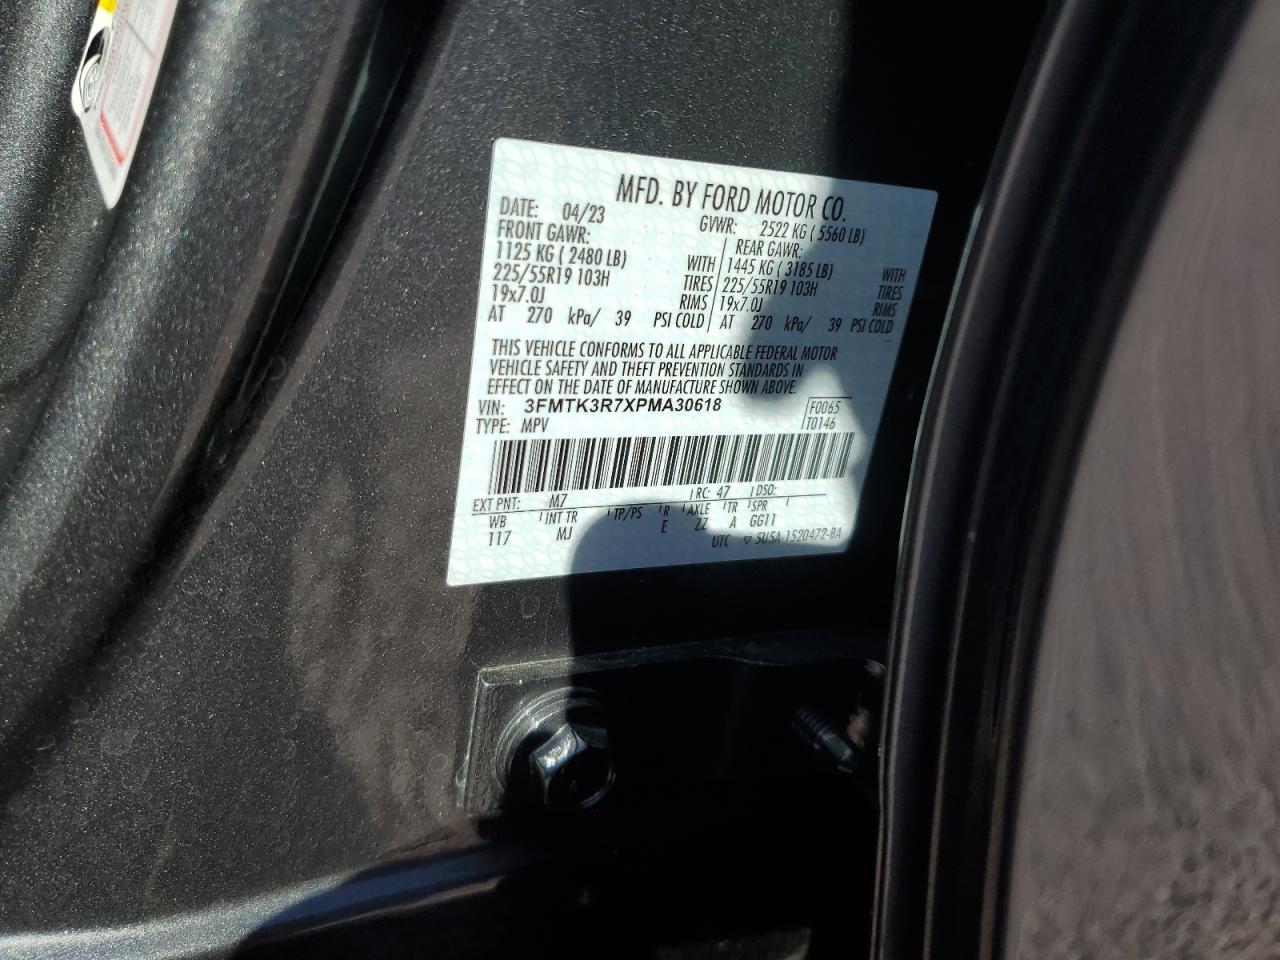 MFD. BY FORD MOTOR CO.
DATE: 04/23 GVWR: 2522 KG ( 5560 LB)
FRONT GAWR: REAR GAWR:
1125 KG ( 2480 LB) WITH 1445 KG ( 3185 LB) WITH
225/55R19 103H TIRES 225/55R19 103H TIRES
19x7.0J RIMS 19x7.0J RIMS
AT 270 kPa/ 39 PSI COLD AT 270 kPa/ 39 PSI COLD
THIS VEHICLE CONFORMS TO ALL APPLICABLE FEDERAL MOTOR
VEHICLE SAFETY AND THEFT PREVENTION STANDARDS IN
EFFECT ON THE DATE OF MANUFACTURE SHOWN ABOVE.
VIN: 3FMTK3R7XPMA30618 F0065
TYPE: MPV T0146
EXT PNT: M7 RC: 47 DSO:
WB INT TR TP/PS R AXLE TR SPR
117 MJ E ZZ A GG11
UTC ▽ SU5A-1520472-BA